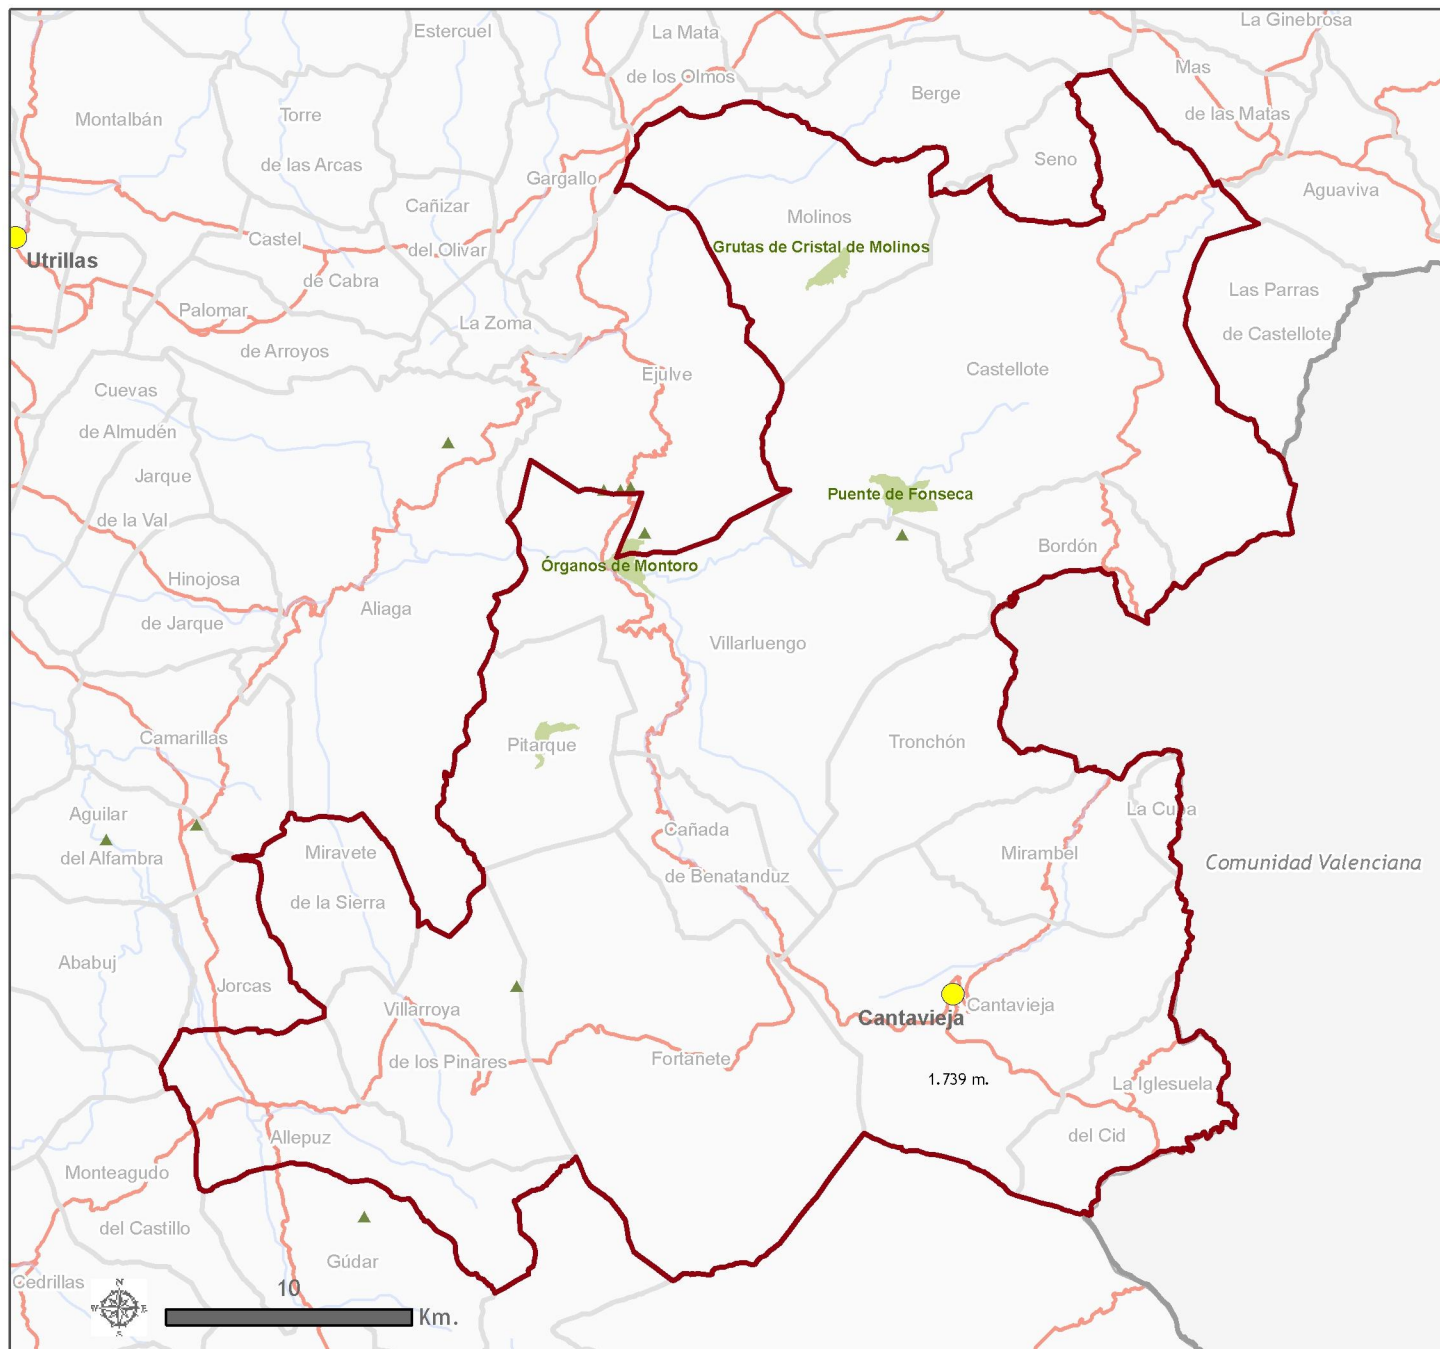 La Ginebrosa
Estercuel
La Mata
de los Olmos
Mas
de las Matas
Berge
Montalbán
Torre
de las Arcas
Seno
Gargallo
Aguaviva
Cañizar
del Olivar
Molinos
Grutas de Cristal de Molinos
Castel
de Cabra
Utrillas
Las Parras
de Castellote
Palomar
de Arroyos
La Zoma
Ejulve
Castellote
Cuevas
de Almudén
Jarque
de la Val
Puente de Fonseca
Bordón
Órganos de Montoro
Hinojosa
de Jarque
Aliaga
Villarluengo
Camarillas
Pitarque
Tronchón
Aguilar
del Alfambra
La Cuba
Cañada
de Benatanduz
Miravete
de la Sierra
Mirambel
Comunidad Valenciana
Ababuj
Jorcas
Villarroya
de los Pinares
Cantavieja
Cantavieja
Fortanete
1.739 m.
La Iglesuela
del Cid
Allepuz
Monteagudo
del Castillo
Gúdar
Cedrillas
N
W E
S
10
Km.